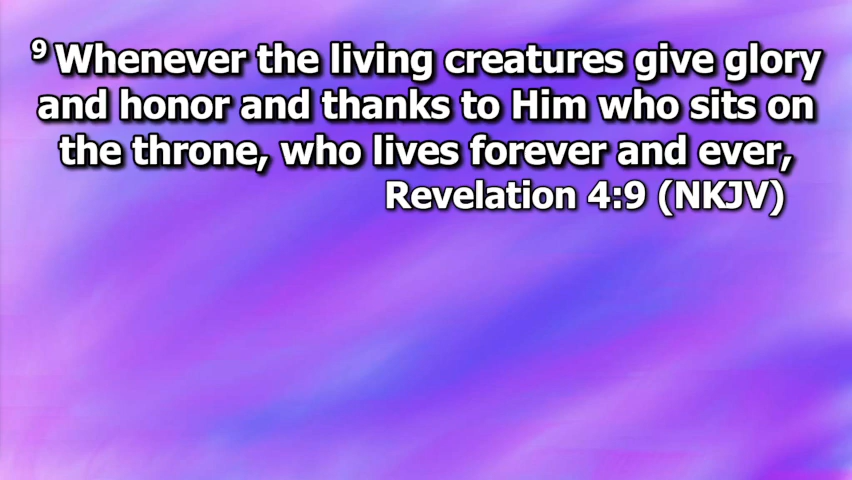 9 Whenever the living creatures give glory
and honor and thanks to Him who sits on
the throne, who lives forever and ever,
Revelation 4:9 (NKJV)